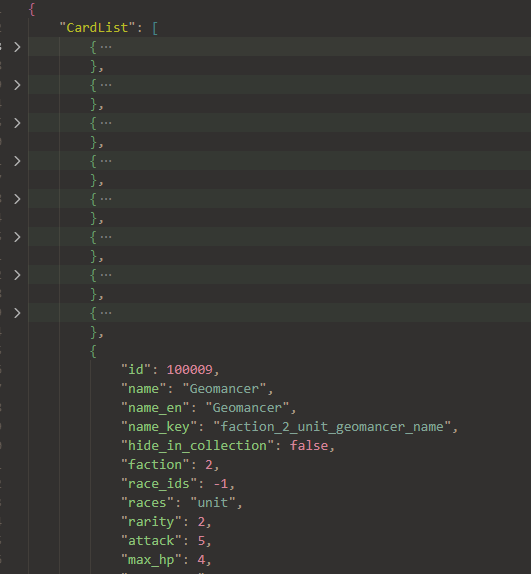 {
"CardList": [
{ ...
},
{ ...
},
{ ...
},
{ ...
},
{ ...
},
{ ...
},
{ ...
},
{ ...
},
{
"id": 100009,
"name": "Geomancer",
"name_en": "Geomancer",
"name_key": "faction_2_unit_geomancer_name",
"hide_in_collection": false,
"faction": 2,
"race_ids": -1,
"races": "unit",
"rarity": 2,
"attack": 5,
"max_hp": 4,